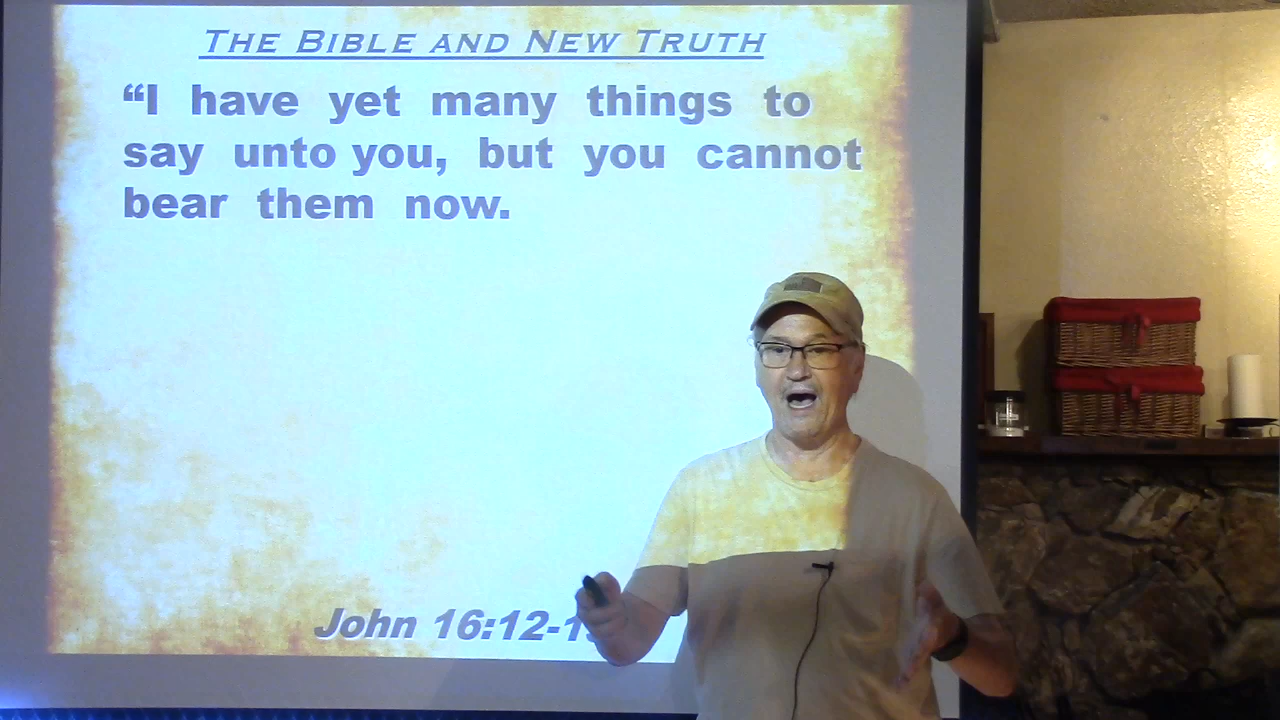 The Bible and New Truth
“I have yet many things to
say unto you, but you cannot
bear them now.
John 16:12-1